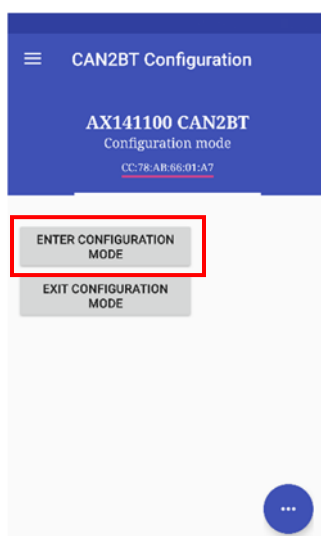 CAN2BT Configuration
AX141100 CAN2BT
Configuration mode
CC:78:AB:66:01:A7
ENTER CONFIGURATION
MODE
EXIT CONFIGURATION
MODE